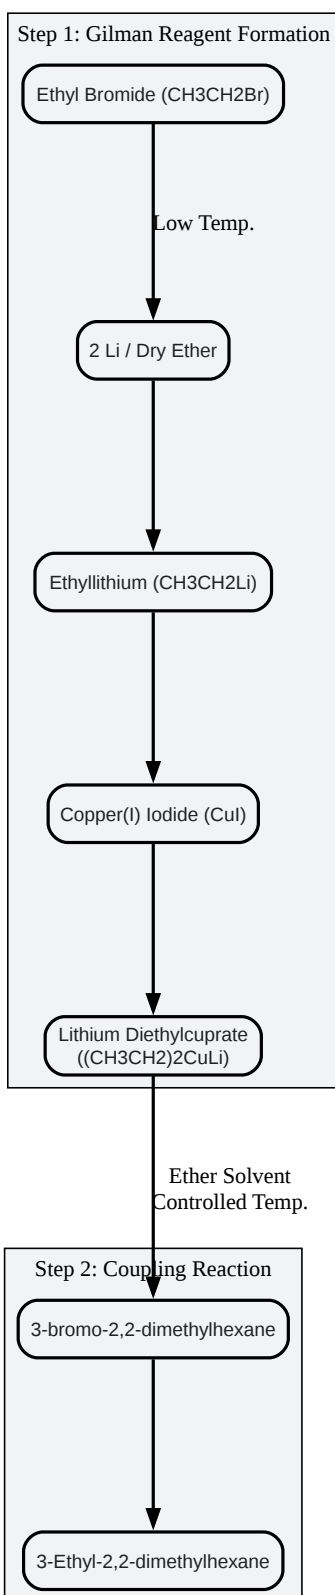 Step 1: Gilman Reagent Formation
Ethyl Bromide (CH3CH2Br)
Low Temp.
2 Li / Dry Ether
Ethyllithium (CH3CH2Li)
Copper(I) Iodide (CuI)
Lithium Diethylcuprate
((CH3CH2)2CuLi)
Ether Solvent
Controlled Temp.
Step 2: Coupling Reaction
3-bromo-2,2-dimethylhexane
3-Ethyl-2,2-dimethylhexane